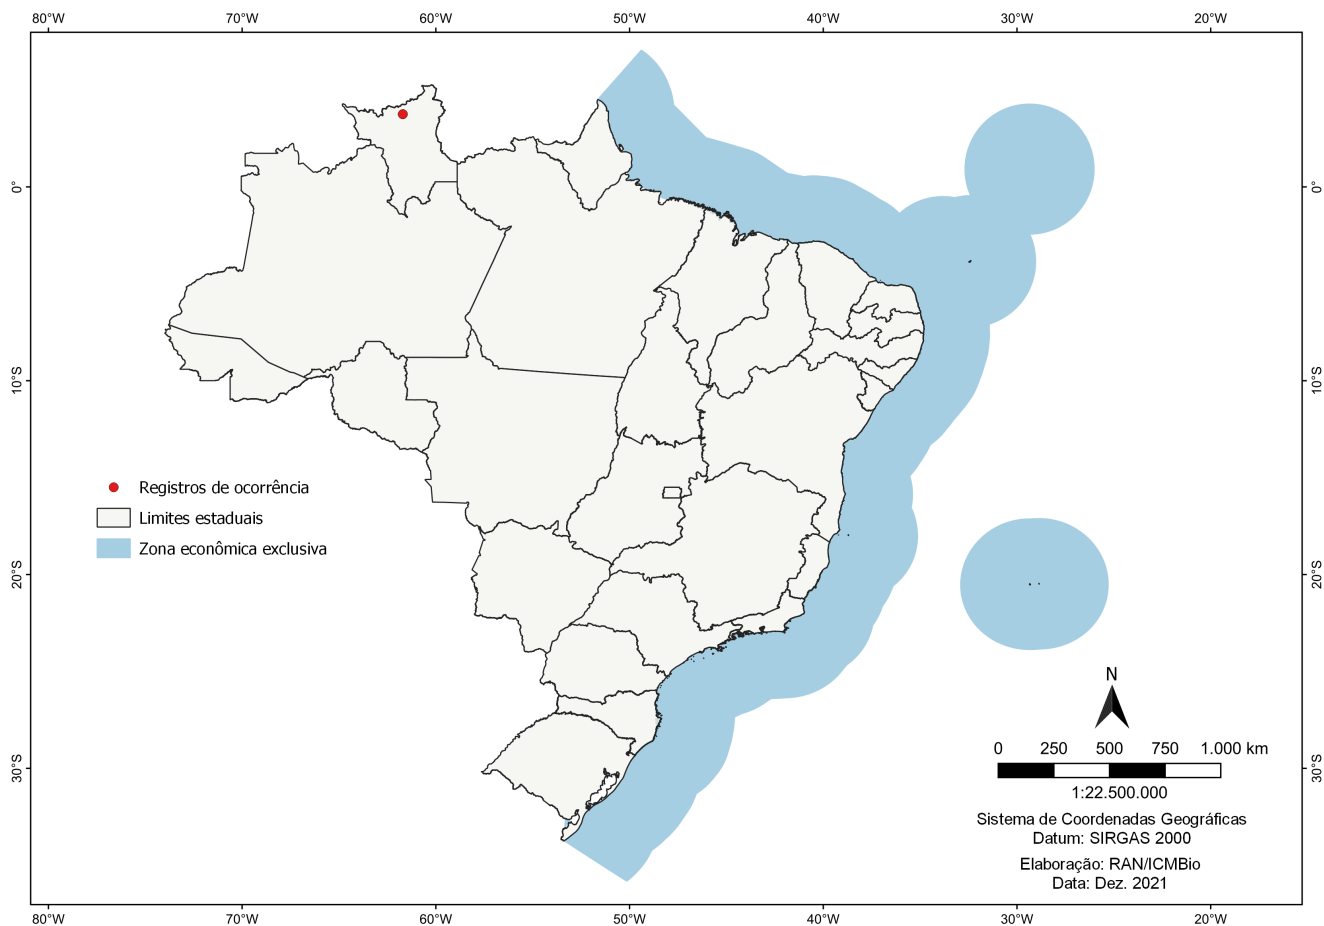 80°W 70°W 60°W 50°W 40°W 30°W 20°W
0° 0°
10°S 10°S
Registros de ocorrência
Limites estaduais
Zona econômica exclusiva
20°S 20°S
N
0 250 500 750 1.000 km
30°S 30°S
1:22.500.000
Sistema de Coordenadas Geográficas
Datum: SIRGAS 2000
Elaboração: RAN/ICMBio
Data: Dez. 2021
80°W 70°W 60°W 50°W 40°W 30°W 20°W